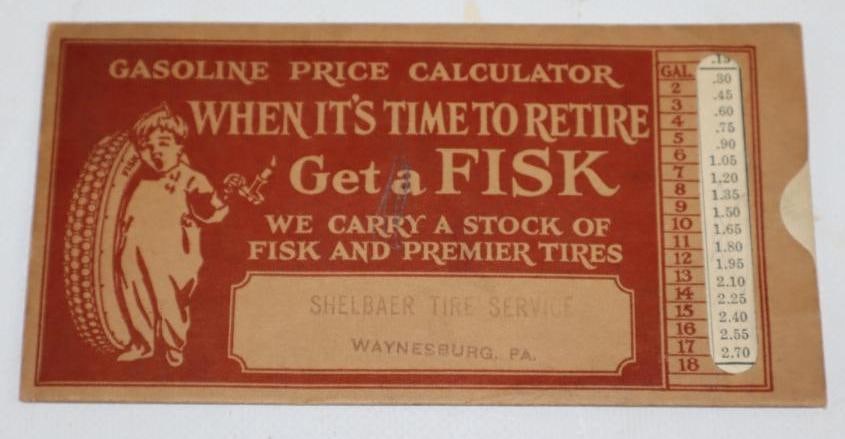 GASOLINE PRICE CALCULATOR
WHEN IT'S TIME TO RETIRE
Get a FISK
WE CARRY A STOCK OF
FISK AND PREMIER TIRES
SHELBAER TIRE SERVICE
WAYNESBURG, PA.
FISK
GAL. .15
2 .30
3 .45
4 .60
5 .75
6 .90
7 1.05
8 1.20
9 1.35
10 1.50
11 1.65
12 1.80
13 1.95
14 2.10
15 2.25
16 2.40
17 2.55
18 2.70